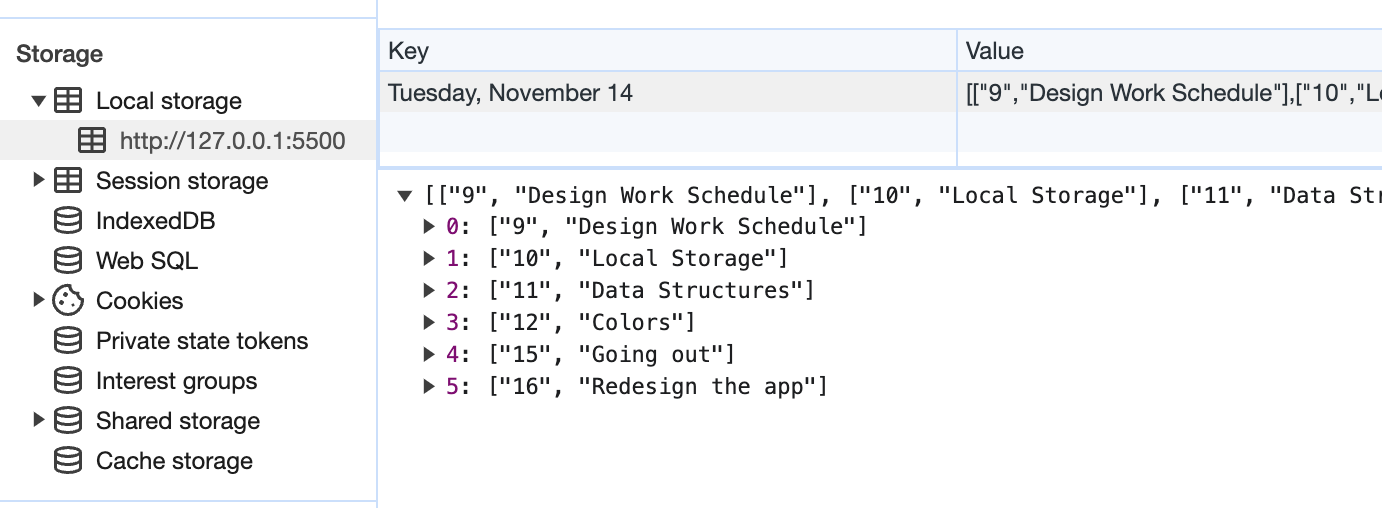 Storage
Local storage
http://127.0.0.1:5500
Session storage
IndexedDB
Web SQL
Cookies
Private state tokens
Interest groups
Shared storage
Cache storage
Key Value
Tuesday, November 14 [["9","Design Work Schedule"],["10","Lo
[["9", "Design Work Schedule"], ["10", "Local Storage"], ["11", "Data Str
0: ["9", "Design Work Schedule"]
1: ["10", "Local Storage"]
2: ["11", "Data Structures"]
3: ["12", "Colors"]
4: ["15", "Going out"]
5: ["16", "Redesign the app"]